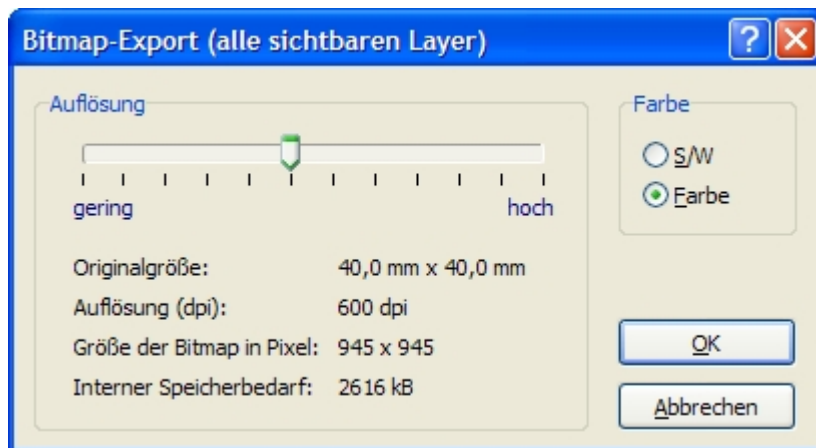 Bitmap-Export (alle sichtbaren Layer)
Auflösung
gering hoch
Originalgröße: 40,0 mm x 40,0 mm
Auflösung (dpi): 600 dpi
Größe der Bitmap in Pixel: 945 x 945
Interner Speicherbedarf: 2616 kB
Farbe
S/W
Farbe
OK
Abbrechen